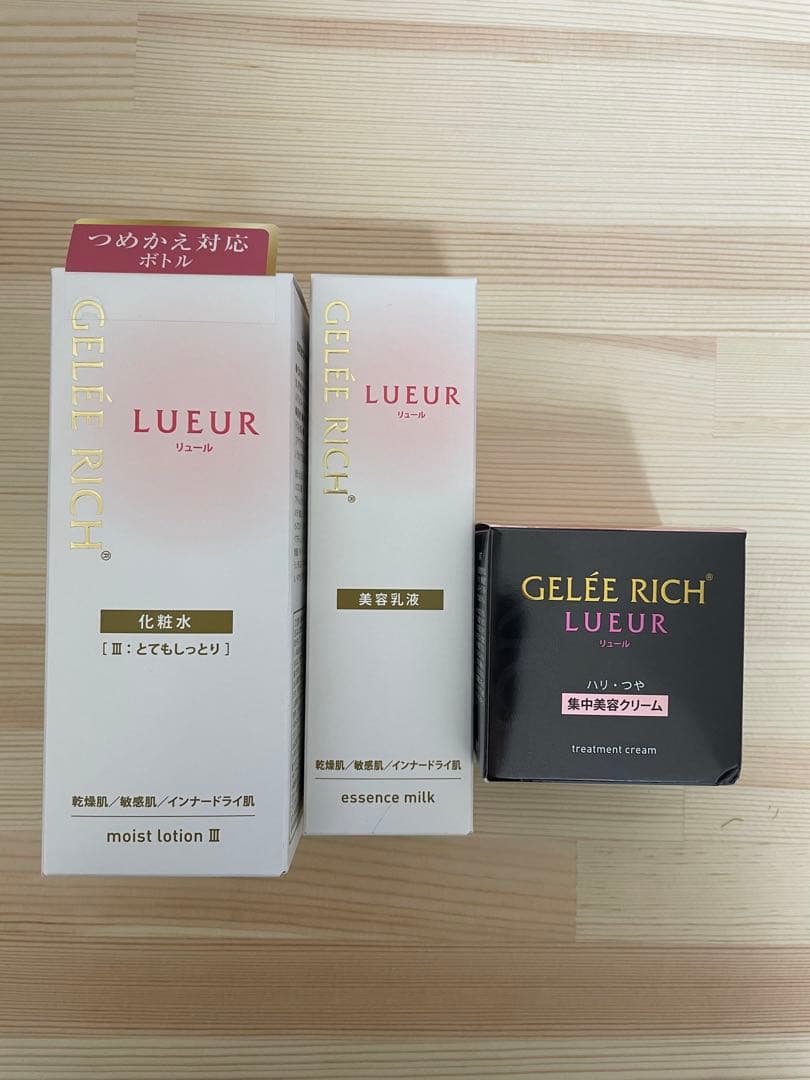 つめかえ対応
ボトル
GELÉE RICH®
LUEUR
リュール
化粧水
[ Ⅲ：とてもしっとり ]
乾燥肌／敏感肌／インナードライ肌
moist lotion Ⅲ
GELÉE RICH®
LUEUR
リュール
美容乳液
乾燥肌／敏感肌／インナードライ肌
essence milk
GELÉE RICH®
LUEUR
リュール
ハリ・つや
集中美容クリーム
treatment cream